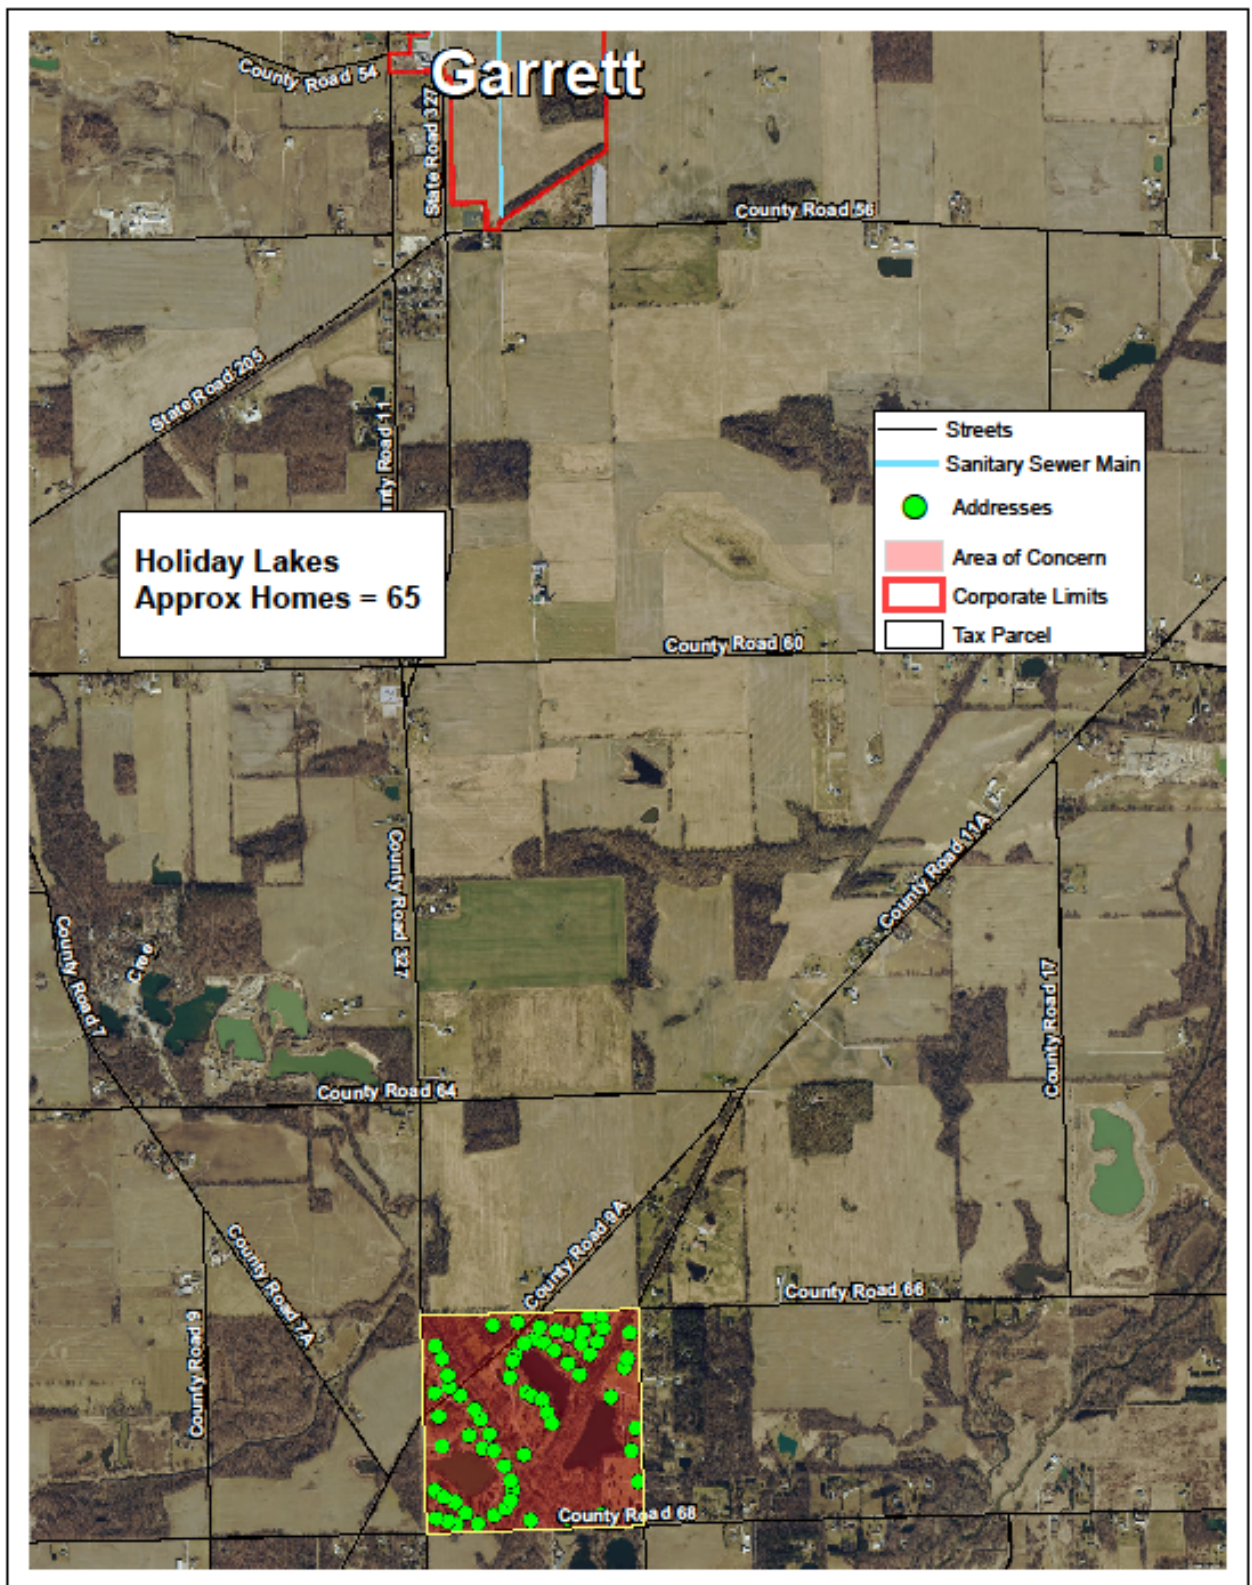 County Road 54
Garrett
State Road 327
County Road 56
State Road 205
nty Road 11
Streets
Sanitary Sewer Main
Addresses
Area of Concern
Corporate Limits
Tax Parcel
Holiday Lakes
Approx Homes = 65
County Road 60
County Road 327
County Road 11A
County Road 7
Cree
County Road 17
County Road 64
County Road 9A
County Road 7A
County Road 9
County Road 66
County Road 68